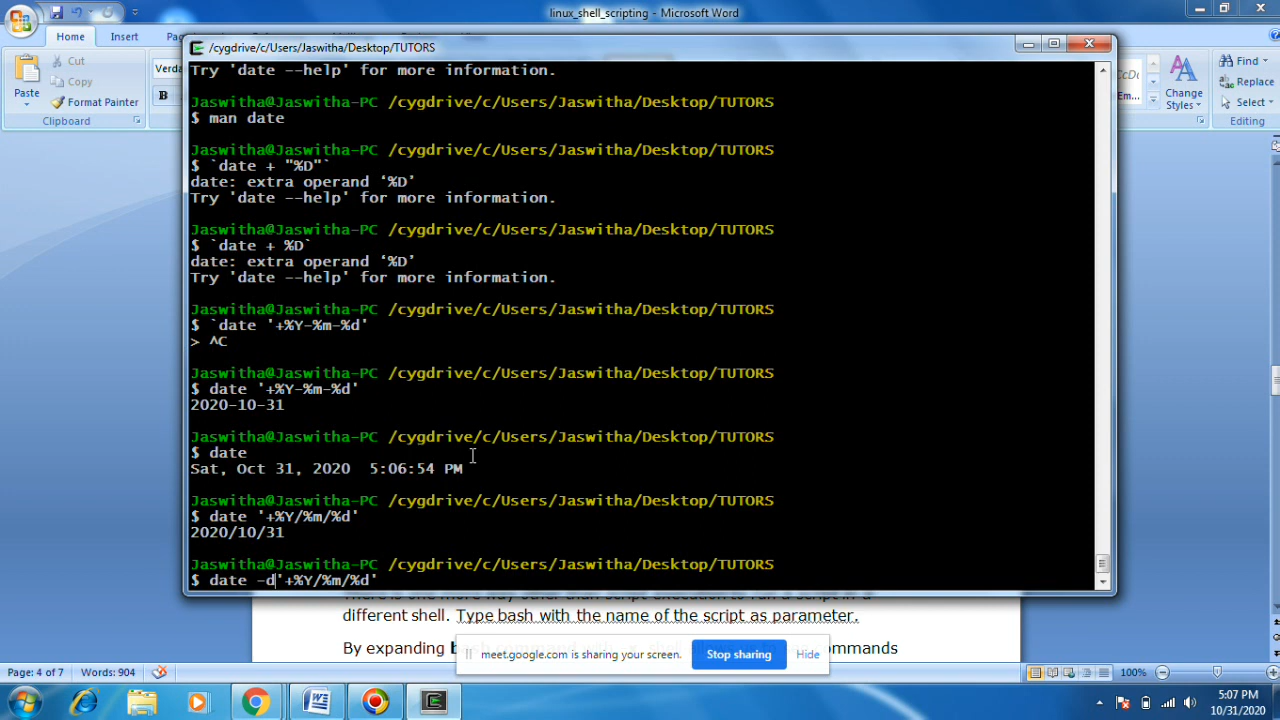 linux_shell_scripting - Microsoft Word
Home
Insert
Cut
Copy
Format Painter
Paste
Clipboard
B
/cygdrive/c/Users/Jaswitha/Desktop/TUTORS
Em...
Change
Styles
Find
Replace
Select
Editing
Try 'date --help' for more information.
Jaswitha@Jaswitha-PC /cygdrive/c/Users/Jaswitha/Desktop/TUTORS
$ man date
Jaswitha@Jaswitha-PC /cygdrive/c/Users/Jaswitha/Desktop/TUTORS
$ `date + "%D"`
date: extra operand ‘%D’
Try 'date --help' for more information.
Jaswitha@Jaswitha-PC /cygdrive/c/Users/Jaswitha/Desktop/TUTORS
$ `date + %D`
date: extra operand ‘%D’
Try 'date --help' for more information.
Jaswitha@Jaswitha-PC /cygdrive/c/Users/Jaswitha/Desktop/TUTORS
$ `date '+%Y-%m-%d'
> ^C
Jaswitha@Jaswitha-PC /cygdrive/c/Users/Jaswitha/Desktop/TUTORS
$ date '+%Y-%m-%d'
2020-10-31
Jaswitha@Jaswitha-PC /cygdrive/c/Users/Jaswitha/Desktop/TUTORS
$ date
Sat, Oct 31, 2020  5:06:54 PM
Jaswitha@Jaswitha-PC /cygdrive/c/Users/Jaswitha/Desktop/TUTORS
$ date '+%Y/%m/%d'
2020/10/31
Jaswitha@Jaswitha-PC /cygdrive/c/Users/Jaswitha/Desktop/TUTORS
$ date -d'+%Y/%m/%d'
different shell. Type bash with the name of the script as parameter.
By expanding
commands
meet.google.com is sharing your screen. Stop sharing Hide
Page: 4 of 7 Words: 904
100%
5:07 PM
10/31/2020